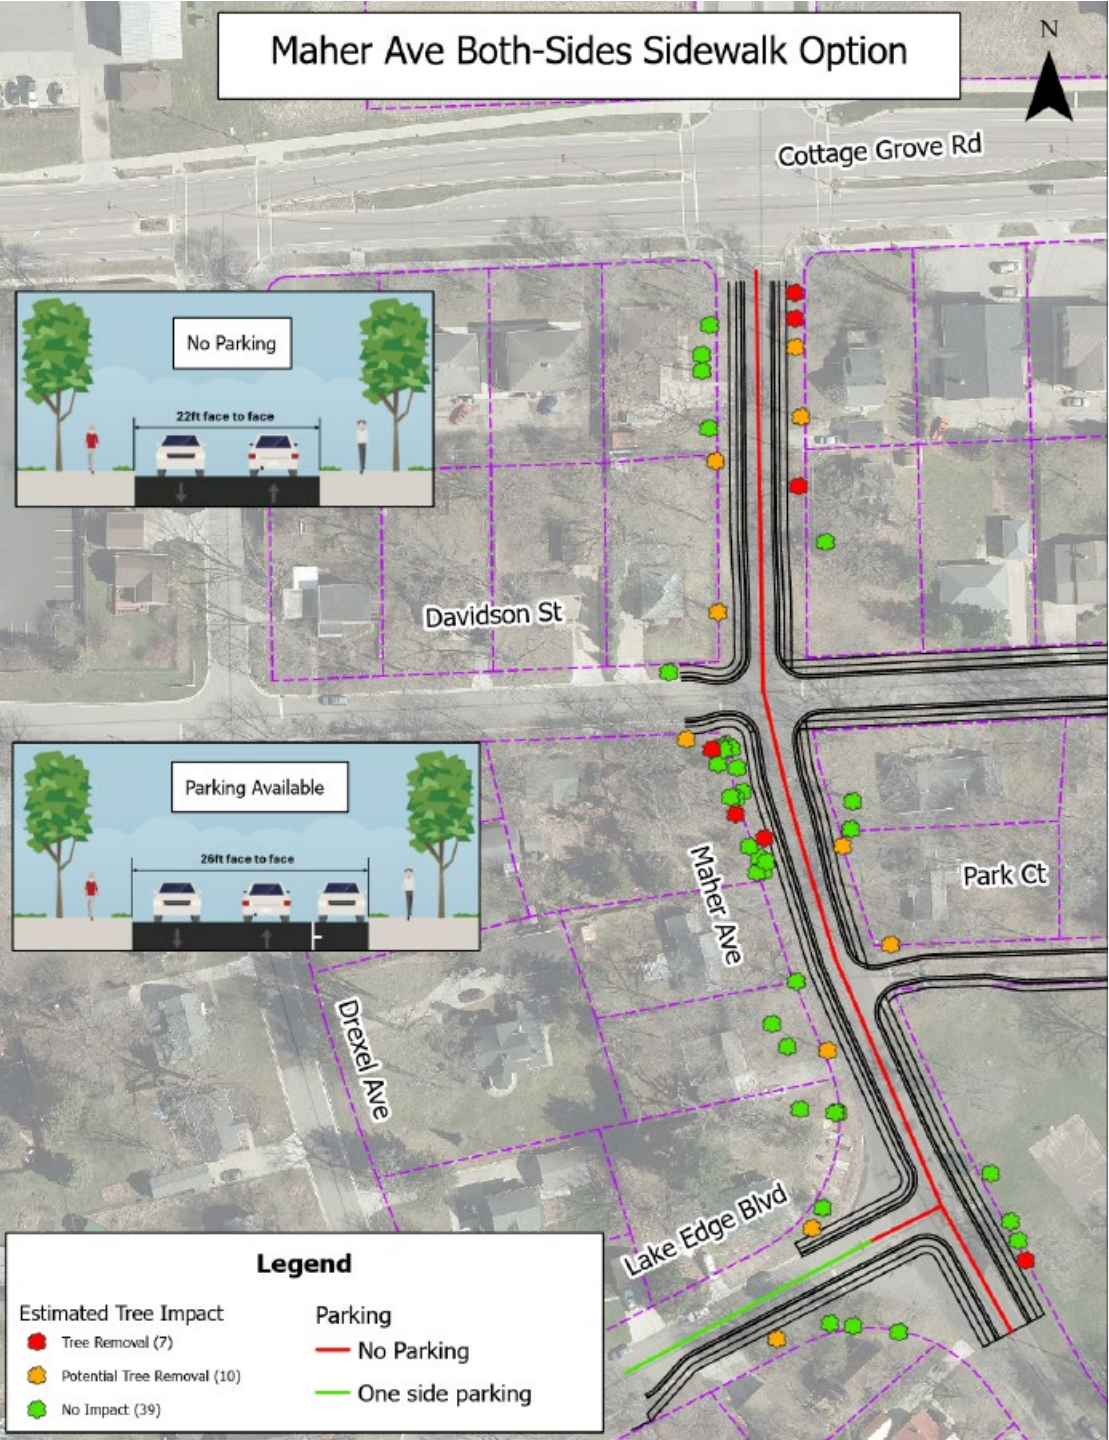 Maher Ave Both-Sides Sidewalk Option
N
Cottage Grove Rd
No Parking
22ft face to face
Davidson St
Parking Available
26ft face to face
Maher Ave
Park Ct
Drexel Ave
Lake Edge Blvd
Legend
Estimated Tree Impact
Tree Removal (7)
Potential Tree Removal (10)
No Impact (39)
Parking
No Parking
One side parking